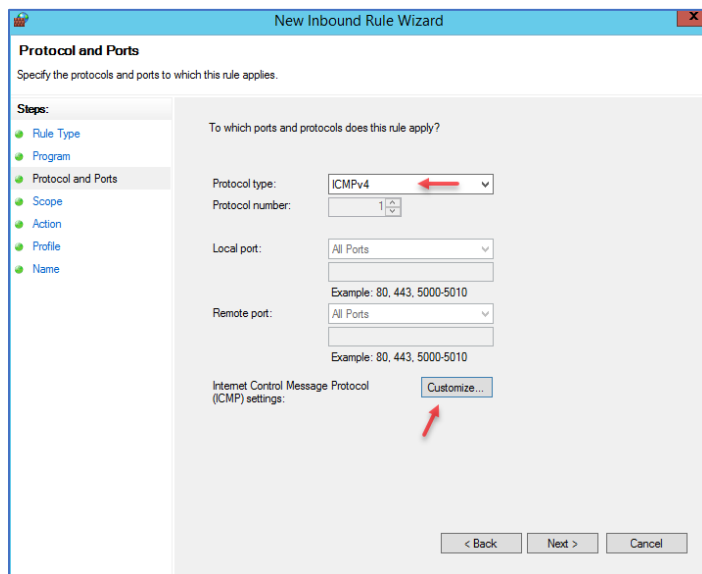 New Inbound Rule Wizard
x
Protocol and Ports
Specify the protocols and ports to which this rule applies.
Steps:
Rule Type
Program
Protocol and Ports
Scope
Action
Profile
Name
To which ports and protocols does this rule apply?
Protocol type: ICMPv4
Protocol number: 1
Local port: All Ports
Example: 80, 443, 5000-5010
Remote port: All Ports
Example: 80, 443, 5000-5010
Internet Control Message Protocol
(ICMP) settings:
Customize...
< Back Next > Cancel